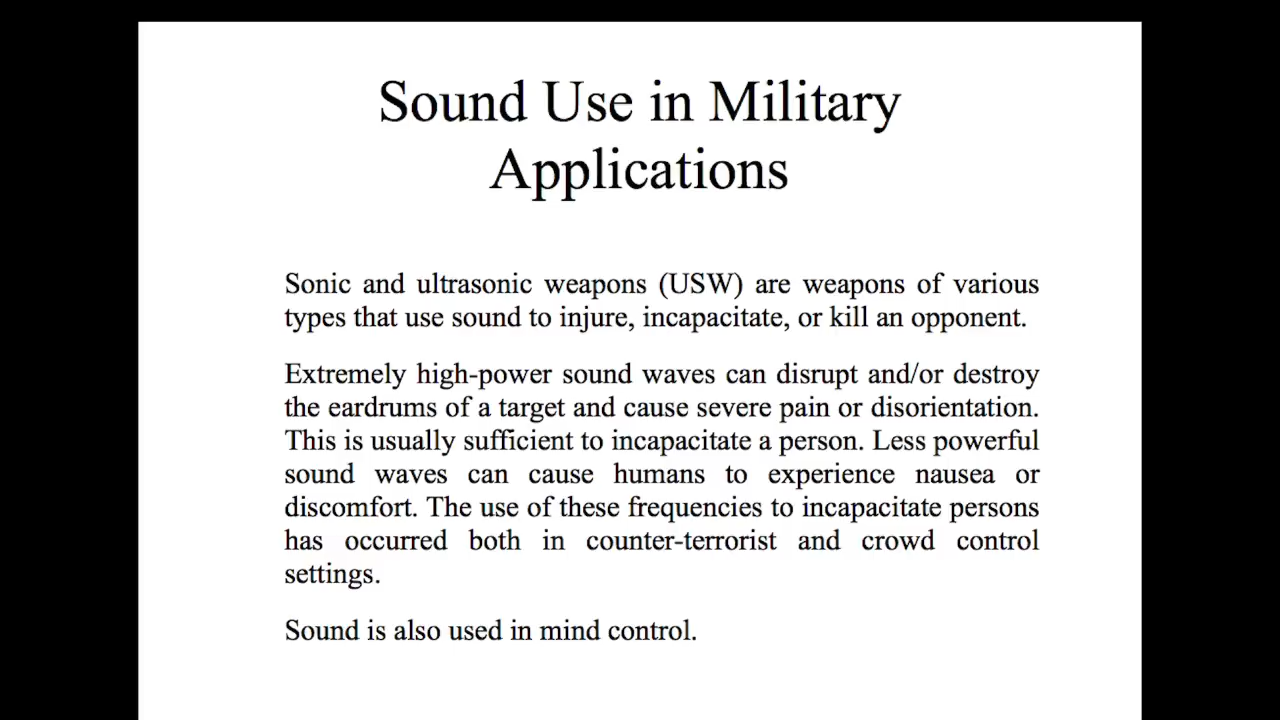 Sound Use in Military
Applications
Sonic and ultrasonic weapons (USW) are weapons of various
types that use sound to injure, incapacitate, or kill an opponent.
Extremely high-power sound waves can disrupt and/or destroy
the eardrums of a target and cause severe pain or disorientation.
This is usually sufficient to incapacitate a person. Less powerful
sound waves can cause humans to experience nausea or
discomfort. The use of these frequencies to incapacitate persons
has occurred both in counter-terrorist and crowd control
settings.
Sound is also used in mind control.